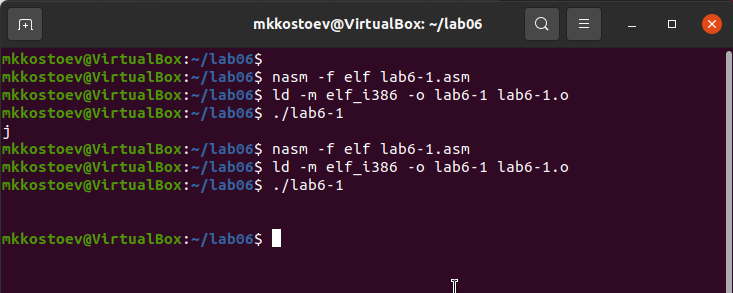 mkkostoev@VirtualBox: ~/lab06
mkkostoev@VirtualBox:~/lab06$
mkkostoev@VirtualBox:~/lab06$ nasm -f elf lab6-1.asm
mkkostoev@VirtualBox:~/lab06$ ld -m elf_i386 -o lab6-1 lab6-1.o
mkkostoev@VirtualBox:~/lab06$ ./lab6-1
j
mkkostoev@VirtualBox:~/lab06$ nasm -f elf lab6-1.asm
mkkostoev@VirtualBox:~/lab06$ ld -m elf_i386 -o lab6-1 lab6-1.o
mkkostoev@VirtualBox:~/lab06$ ./lab6-1
mkkostoev@VirtualBox:~/lab06$